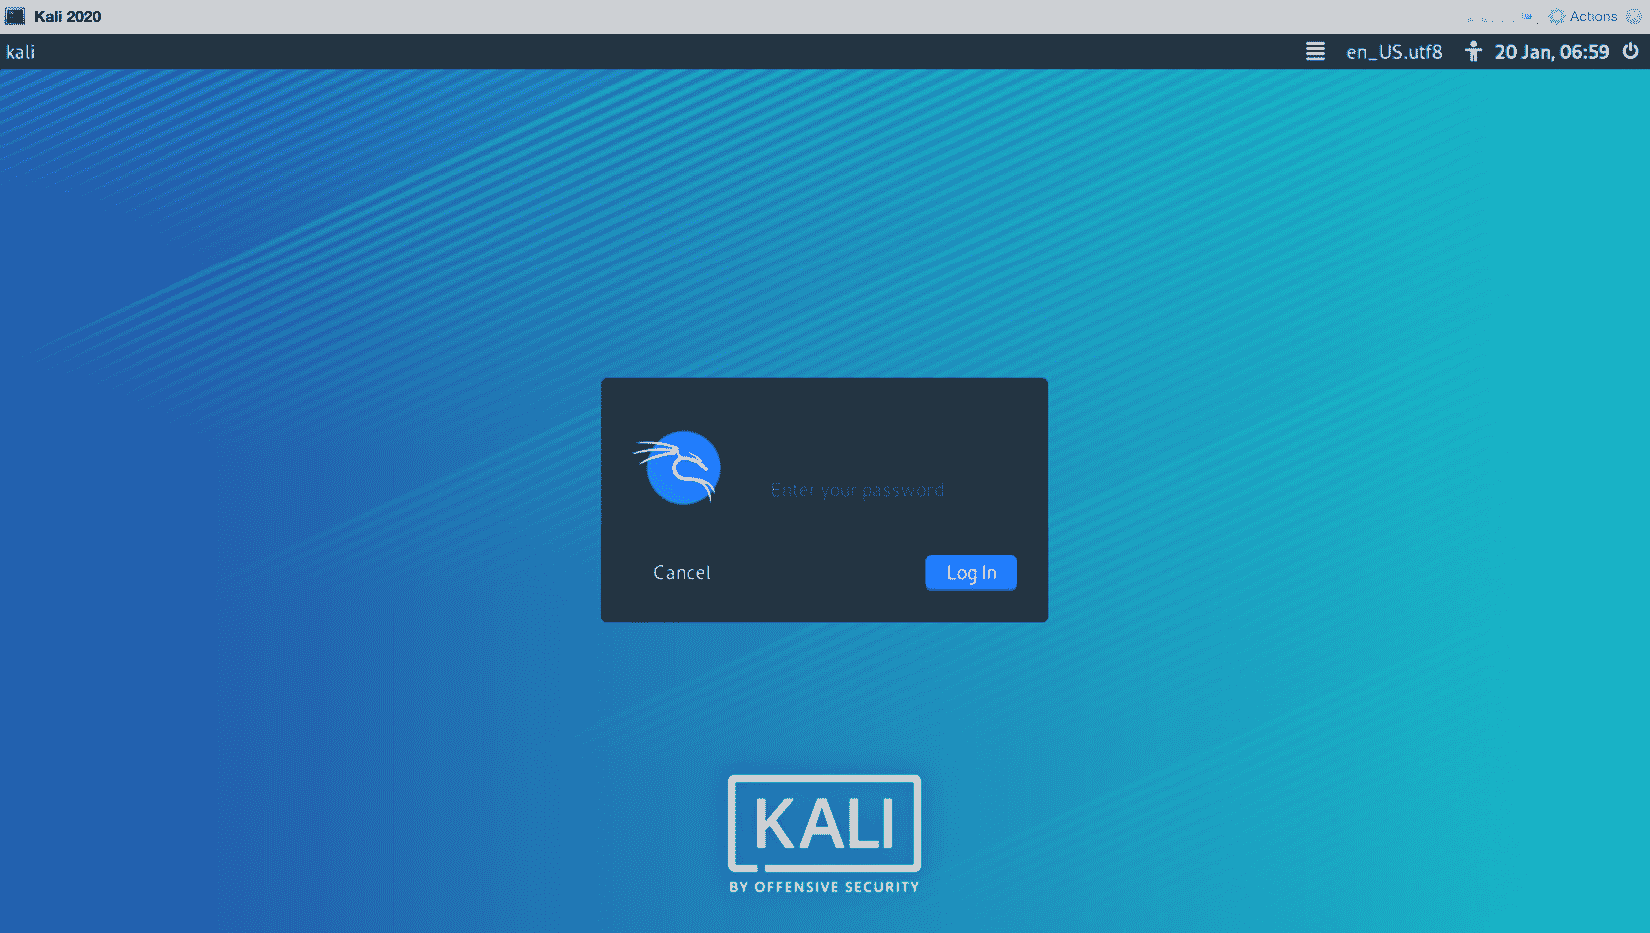 Kali 2020
Actions
kali
en_US.utf8
20 Jan, 06:59
Enter your password
Cancel
Log In
KALI
BY OFFENSIVE SECURITY